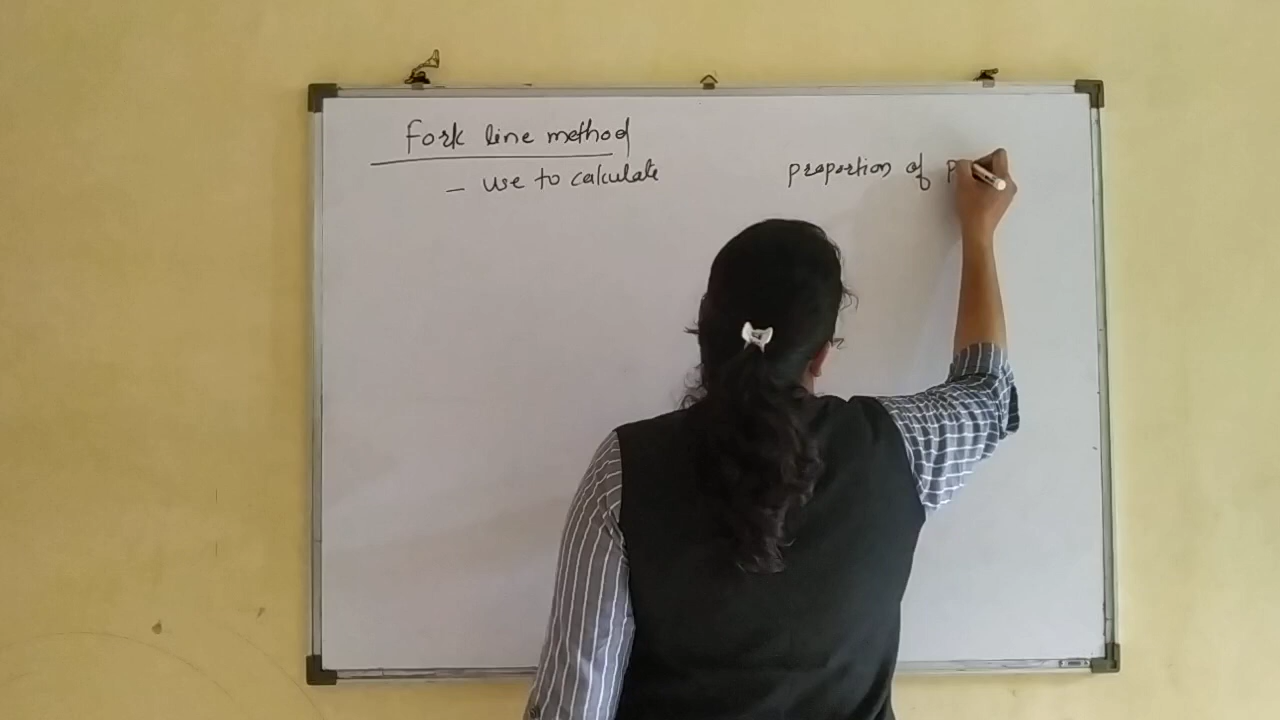 Fork line method
- use to calculate proportion of P